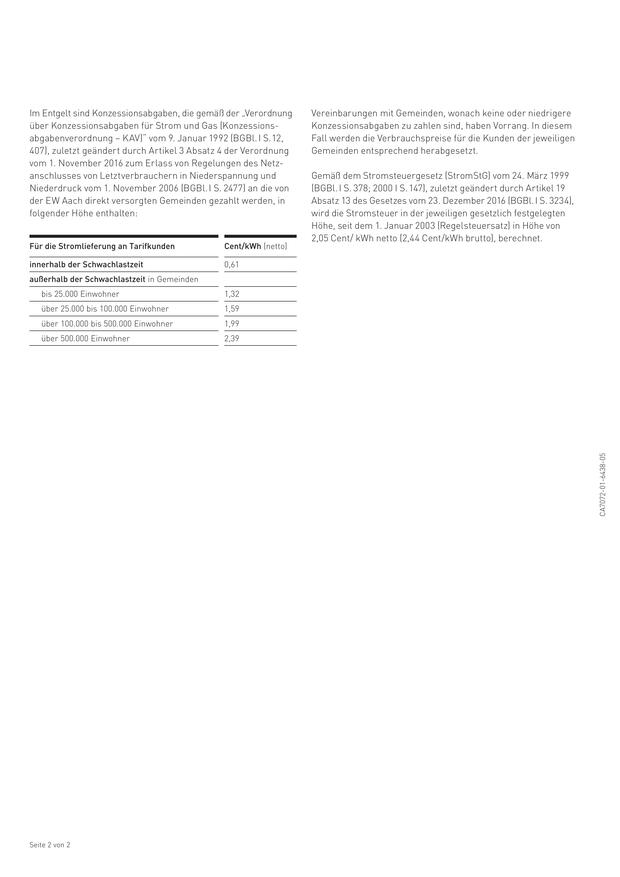 Im Entgelt sind Konzessionsabgaben, die gemäß der „Verordnung
über Konzessionsabgaben für Strom und Gas (Konzessions-
abgabenverordnung – KAV)“ vom 9. Januar 1992 (BGBl. I S. 12,
407), zuletzt geändert durch Artikel 3 Absatz 4 der Verordnung
vom 1. November 2016 zum Erlass von Regelungen des Netz-
anschlusses von Letztverbrauchern in Niederspannung und
Niederdruck vom 1. November 2006 (BGBl. I S. 2477) an die von
der EW Aach direkt versorgten Gemeinden gezahlt werden, in
folgender Höhe enthalten:
Für die Stromlieferung an Tarifkunden Cent/kWh (netto)
innerhalb der Schwachlastzeit 0,61
außerhalb der Schwachlastzeit in Gemeinden
bis 25.000 Einwohner 1,32
über 25.000 bis 100.000 Einwohner 1,59
über 100.000 bis 500.000 Einwohner 1,99
über 500.000 Einwohner 2,39
Vereinbarungen mit Gemeinden, wonach keine oder niedrigere
Konzessionsabgaben zu zahlen sind, haben Vorrang. In diesem
Fall werden die Verbrauchspreise für die Kunden der jeweiligen
Gemeinden entsprechend herabgesetzt.
Gemäß dem Stromsteuergesetz (StromStG) vom 24. März 1999
(BGBl. I S. 378; 2000 I S. 147), zuletzt geändert durch Artikel 19
Absatz 13 des Gesetzes vom 23. Dezember 2016 (BGBl. I S. 3234),
wird die Stromsteuer in der jeweiligen gesetzlich festgelegten
Höhe, seit dem 1. Januar 2003 (Regelsteuersatz) in Höhe von
2,05 Cent/ kWh netto (2,44 Cent/kWh brutto), berechnet.
CA7072-01-6438-05
Seite 2 von 2